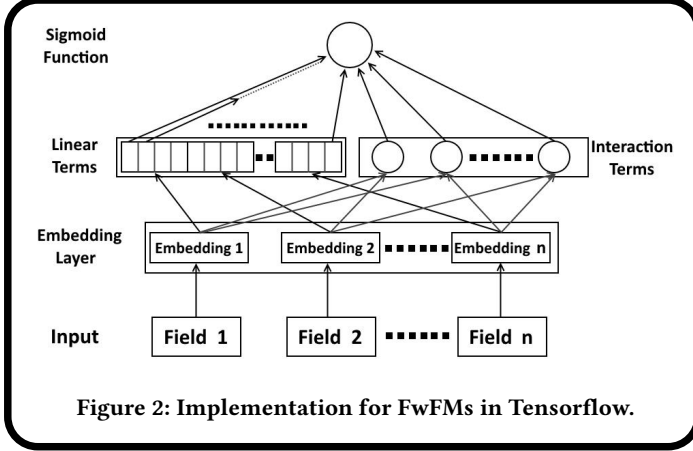 Sigmoid
Function
Linear
Terms
Interaction
Terms
Embedding
Layer
Embedding 1
Embedding 2
Embedding n
Input
Field 1
Field 2
Field n
Figure 2: Implementation for FwFMs in Tensorflow.